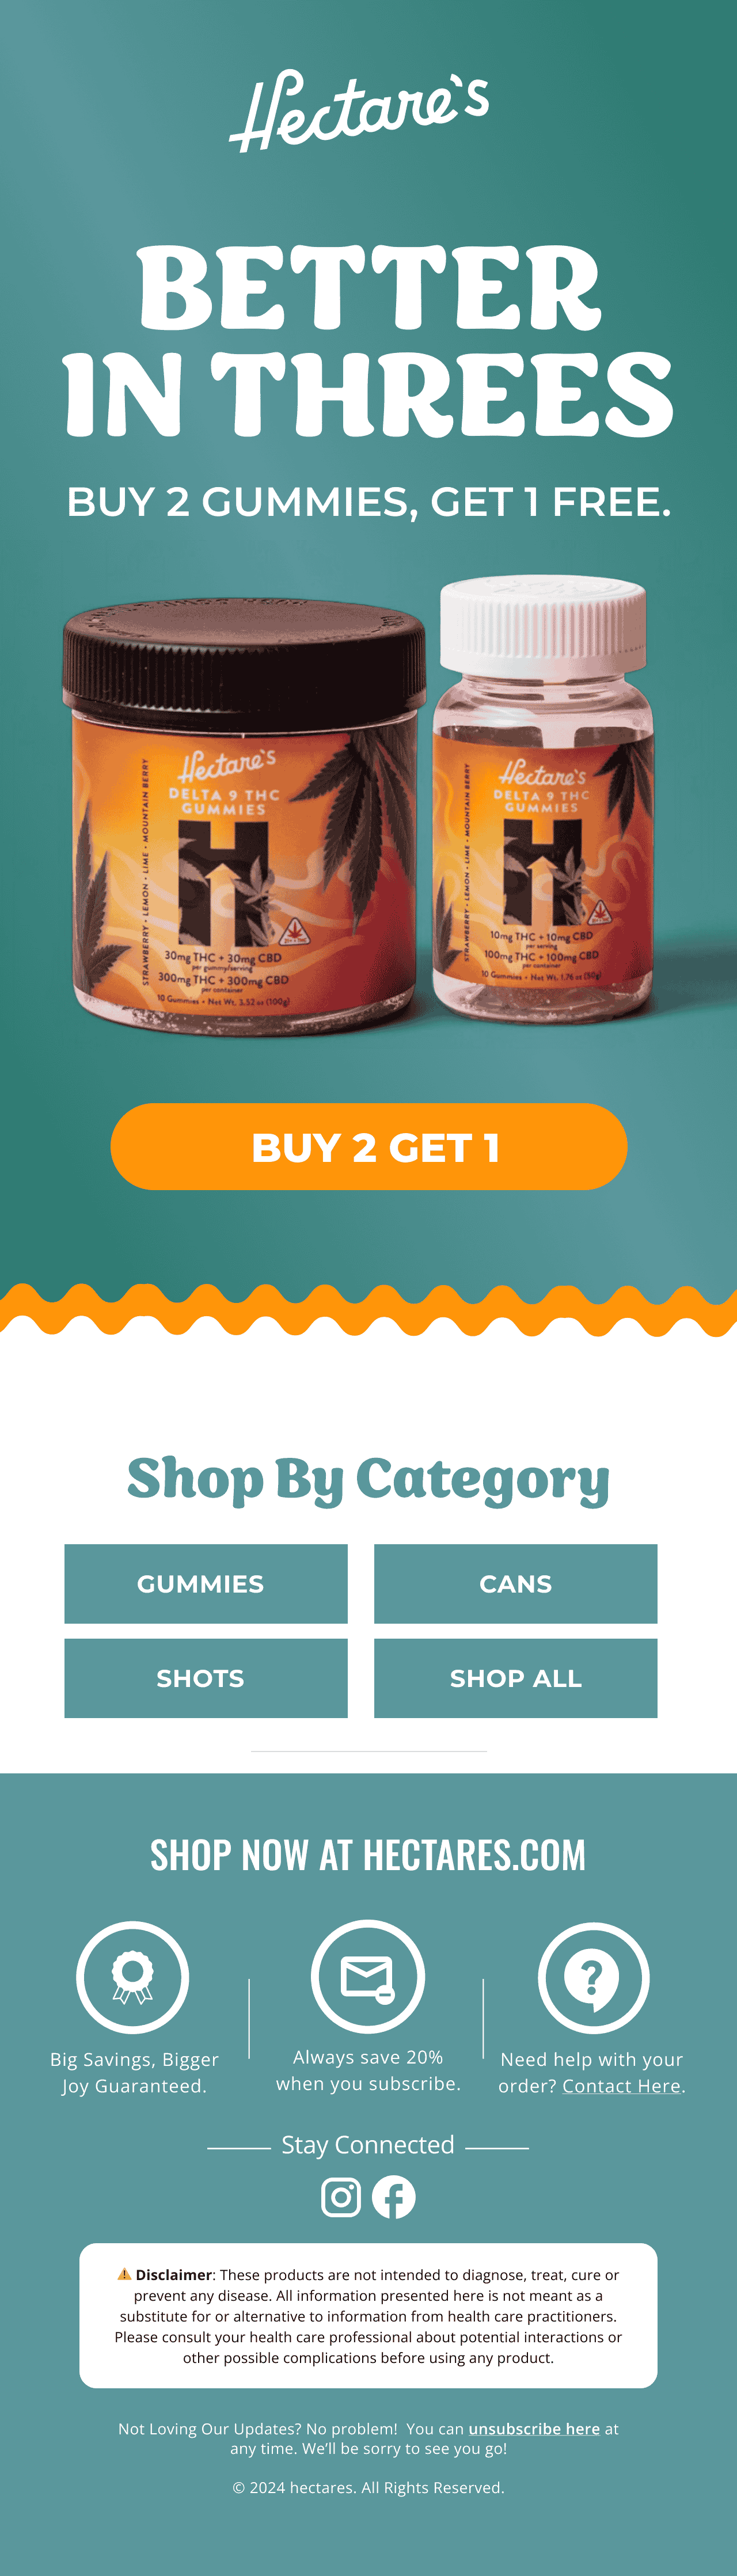 Hectare's
BETTER
IN THREES
BUY 2 GUMMIES, GET 1 FREE.
Hectare's
DELTA 9 THC
GUMMIES
H
STRAWBERRY • LEMON • LIME • MOUNTAIN BERRY
30mg THC + 30mg CBD
per gummy/serving
300mg THC + 300mg CBD
per container
10 Gummies • Net Wt. 3.52 oz (100g)
Hectare's
DELTA 9 THC
GUMMIES
H
STRAWBERRY • LEMON • LIME • MOUNTAIN BERRY
10mg THC + 10mg CBD
per serving
100mg THC + 100mg CBD
per container
10 Gummies • Net Wt. 1.76 oz (50g)
BUY 2 GET 1
Shop By Category
GUMMIES
CANS
SHOTS
SHOP ALL
SHOP NOW AT HECTARES.COM
Big Savings, Bigger
Joy Guaranteed.
Always save 20%
when you subscribe.
Need help with your
order? Contact Here.
Stay Connected
⚠ Disclaimer: These products are not intended to diagnose, treat, cure or
prevent any disease. All information presented here is not meant as a
substitute for or alternative to information from health care practitioners.
Please consult your health care professional about potential interactions or
other possible complications before using any product.
Not Loving Our Updates? No problem! You can unsubscribe here at
any time. We'll be sorry to see you go!
© 2024 hectares. All Rights Reserved.